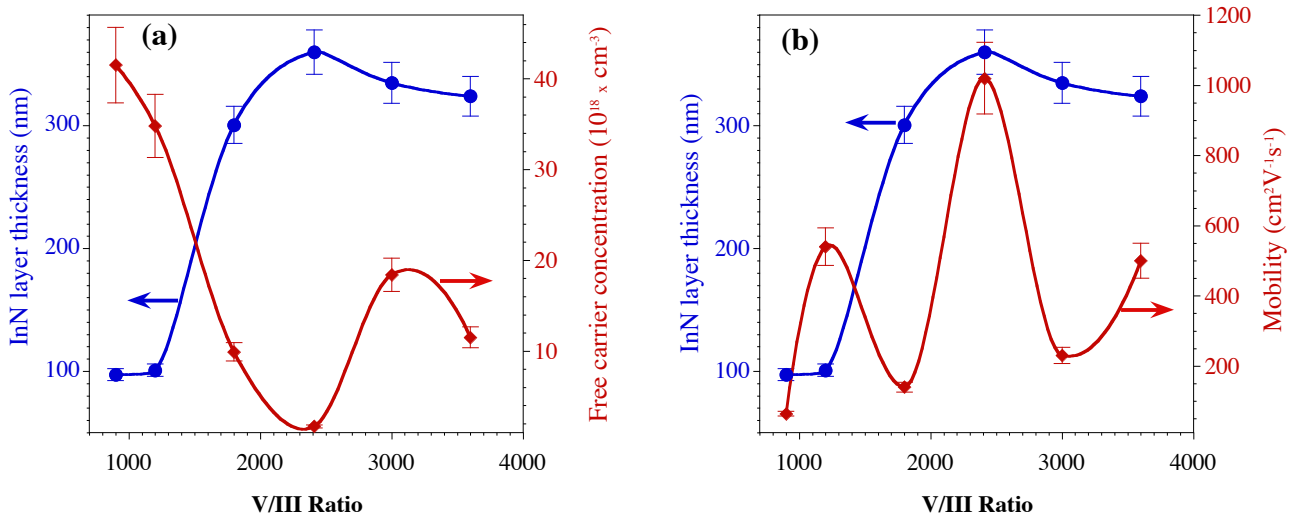 (a)
InN layer thickness (nm)
300
200
100
1000 2000 3000 4000
V/III Ratio
40
30
20
10
Free carrier concentration (10¹⁸ x cm⁻³)
(b)
InN layer thickness (nm)
300
200
100
1000 2000 3000 4000
V/III Ratio
1200
1000
800
600
400
200
Mobility (cm²V⁻¹s⁻¹)